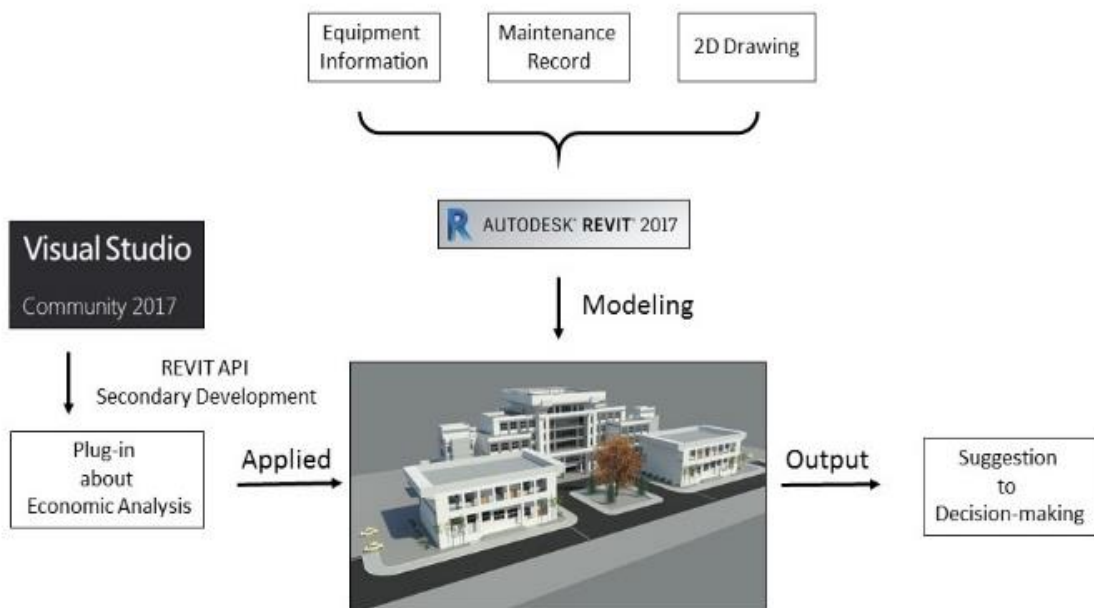 Equipment
Information
Maintenance
Record
2D Drawing
R AUTODESK® REVIT® 2017
Visual Studio
Community 2017
Modeling
REVIT API
Secondary Development
Plug-in
about
Economic Analysis
Applied
Output
Suggestion
to
Decision-making